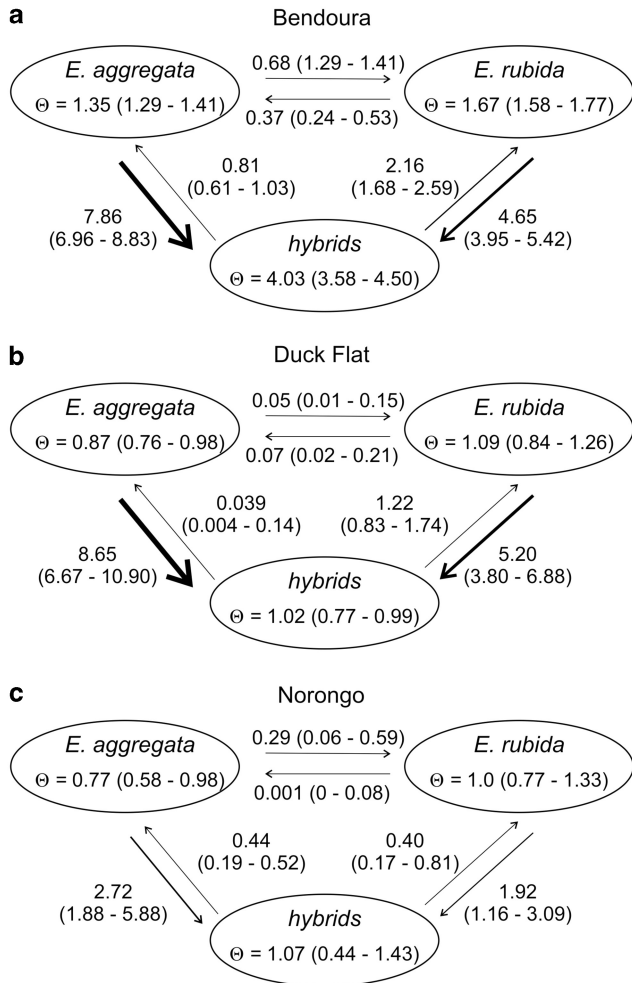 a
Bendoura
E. aggregata
Θ = 1.35 (1.29 - 1.41)
0.68 (1.29 - 1.41)
0.37 (0.24 - 0.53)
E. rubida
Θ = 1.67 (1.58 - 1.77)
7.86
(6.96 - 8.83)
0.81
(0.61 - 1.03)
2.16
(1.68 - 2.59)
4.65
(3.95 - 5.42)
hybrids
Θ = 4.03 (3.58 - 4.50)
b
Duck Flat
E. aggregata
Θ = 0.87 (0.76 - 0.98)
0.05 (0.01 - 0.15)
0.07 (0.02 - 0.21)
E. rubida
Θ = 1.09 (0.84 - 1.26)
8.65
(6.67 - 10.90)
0.039
(0.004 - 0.14)
1.22
(0.83 - 1.74)
5.20
(3.80 - 6.88)
hybrids
Θ = 1.02 (0.77 - 0.99)
c
Norongo
E. aggregata
Θ = 0.77 (0.58 - 0.98)
0.29 (0.06 - 0.59)
0.001 (0 - 0.08)
E. rubida
Θ = 1.0 (0.77 - 1.33)
2.72
(1.88 - 5.88)
0.44
(0.19 - 0.52)
0.40
(0.17 - 0.81)
1.92
(1.16 - 3.09)
hybrids
Θ = 1.07 (0.44 - 1.43)